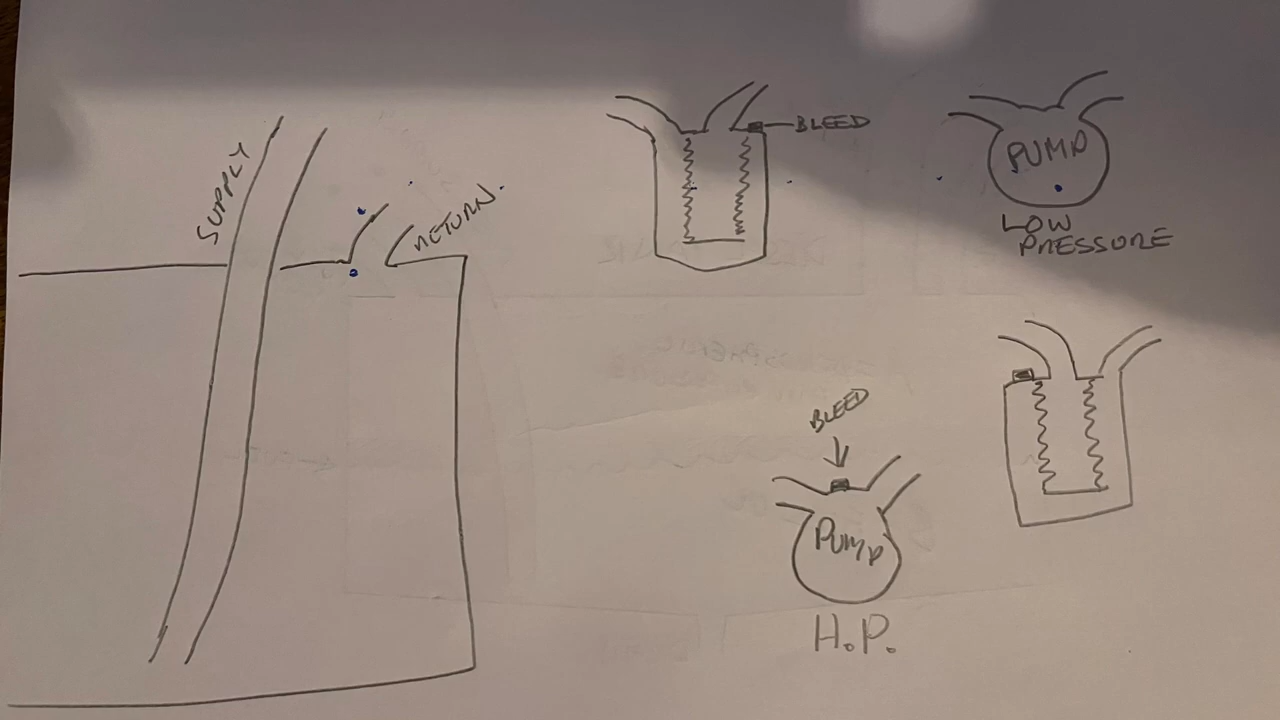 SUPPLY
RETURN
BLEED
PUMP
LOW
PRESSURE
BLEED
PUMP
H.P.